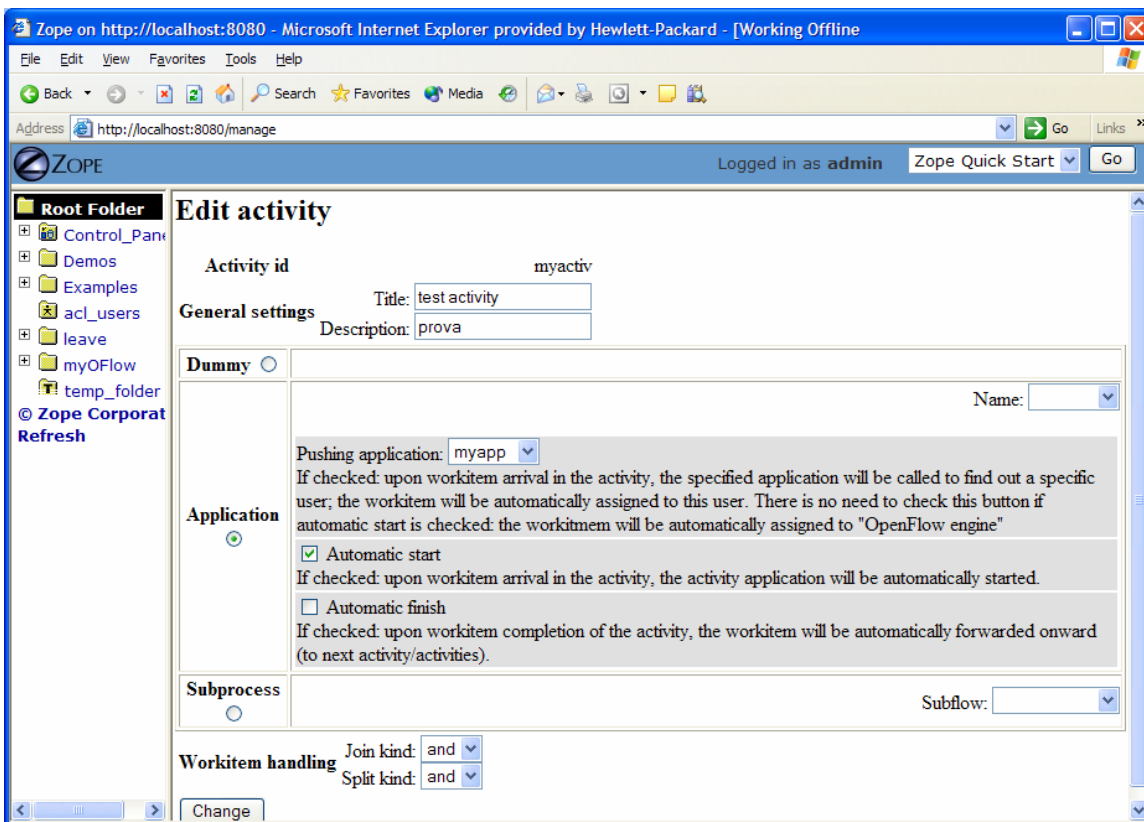 Zope on http://localhost:8080 - Microsoft Internet Explorer provided by Hewlett-Packard - [Working Offline
File Edit View Favorites Tools Help
Back Search Favorites Media
Address http://localhost:8080/manage Go Links »
ZOPE Logged in as admin Zope Quick Start Go
Root Folder
Control_Pane
Demos
Examples
acl_users
leave
myOFlow
temp_folder
© Zope Corporat
Refresh
Edit activity
Activity id myactiv
General settings
Title: test activity
Description: prova
Dummy
Application
Name:
Pushing application: myapp
If checked: upon workitem arrival in the activity, the specified application will be called to find out a specific
user; the workitem will be automatically assigned to this user. There is no need to check this button if
automatic start is checked: the workitmem will be automatically assigned to "OpenFlow engine"
Automatic start
If checked: upon workitem arrival in the activity, the activity application will be automatically started.
Automatic finish
If checked: upon workitem completion of the activity, the workitem will be automatically forwarded onward
(to next activity/activities).
Subprocess
Subflow:
Workitem handling
Join kind: and
Split kind: and
Change